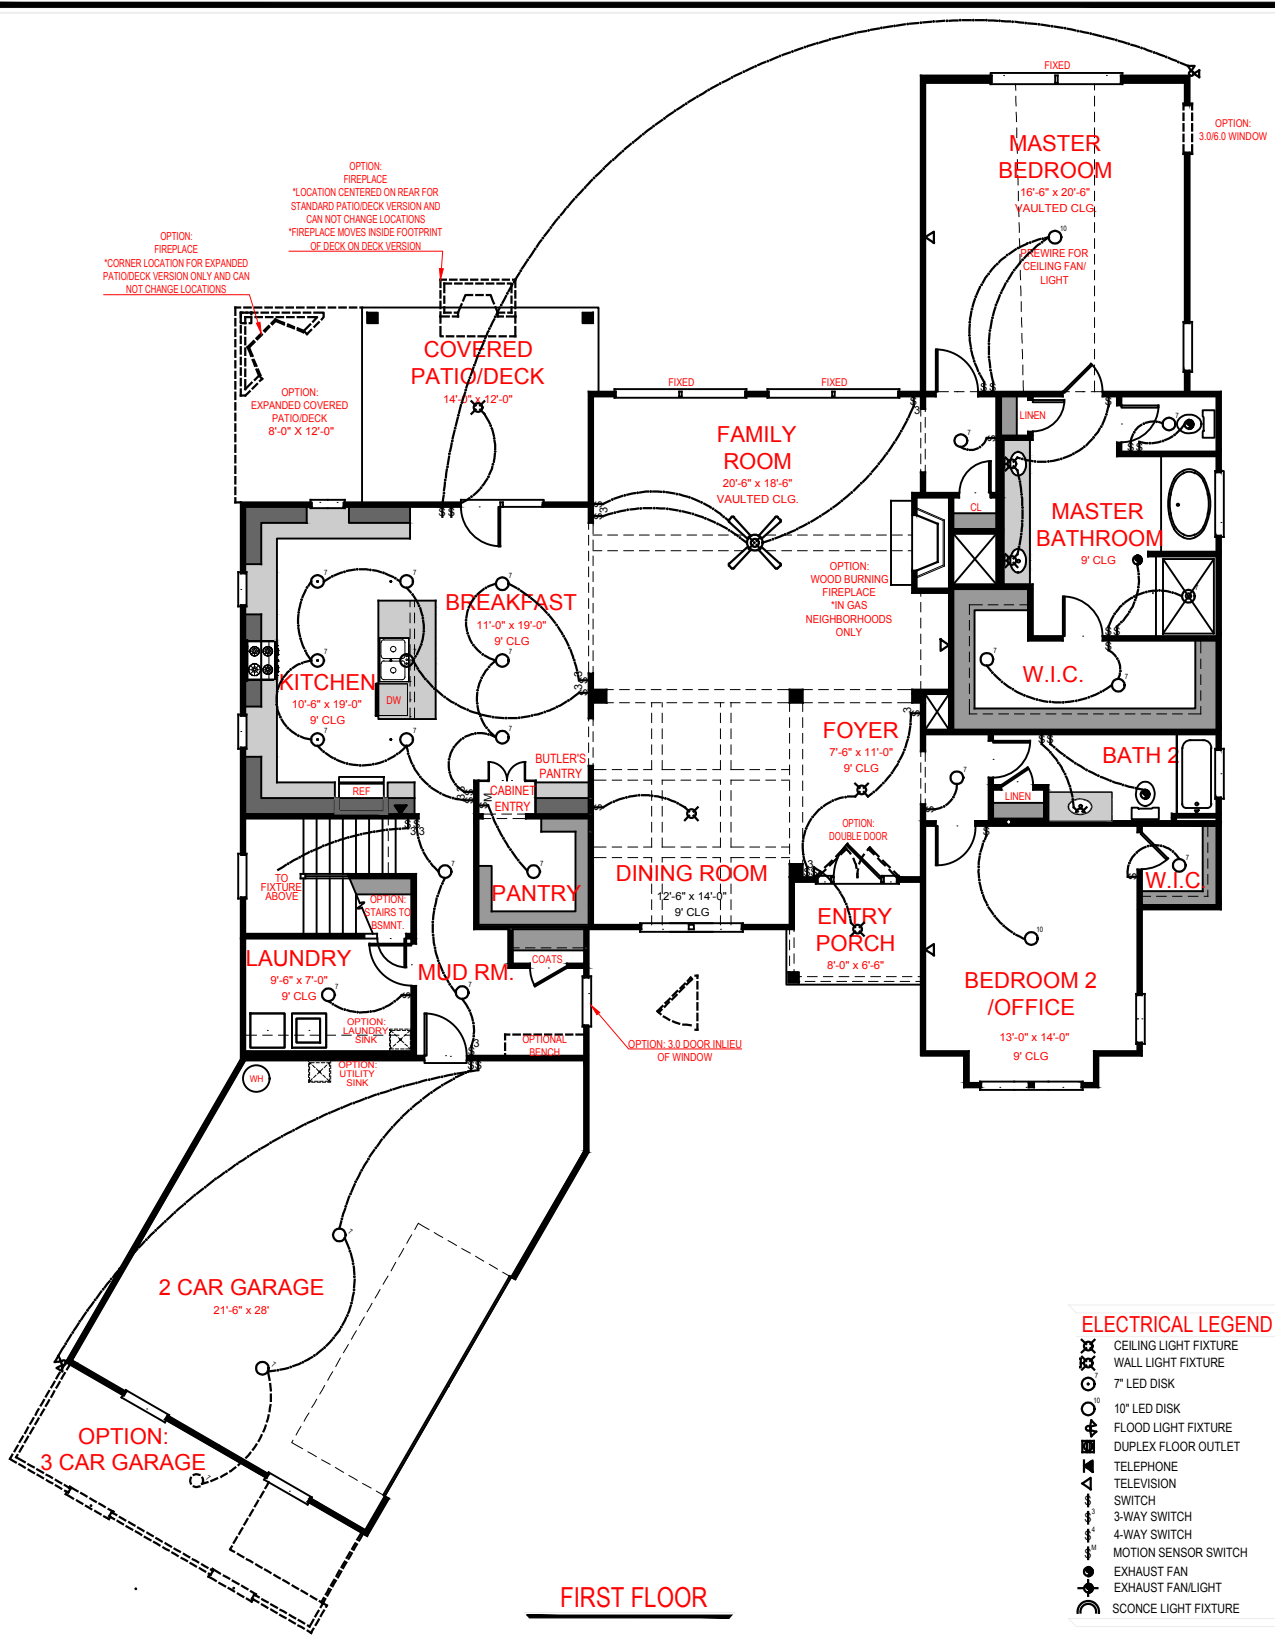 FIXED
OPTION:
3.0/6.0 WINDOW
MASTER
BEDROOM
16'-6" x 20'-6"
VAULTED CLG.
10
PREWIRE FOR
CEILING FAN/
LIGHT
OPTION:
FIREPLACE
*LOCATION CENTERED ON REAR FOR
STANDARD PATIO/DECK VERSION AND
CAN NOT CHANGE LOCATIONS
*FIREPLACE MOVES INSIDE FOOTPRINT
OF DECK ON DECK VERSION
OPTION:
FIREPLACE
*CORNER LOCATION FOR EXPANDED
PATIO/DECK VERSION ONLY AND CAN
NOT CHANGE LOCATIONS
COVERED
PATIO/DECK
14'-0" x 12'-0"
OPTION:
EXPANDED COVERED
PATIO/DECK
8'-0" X 12'-0"
FIXED
FIXED
FAMILY
ROOM
20'-6" x 18'-6"
VAULTED CLG.
LINEN
CL
MASTER
BATHROOM
9' CLG
OPTION:
WOOD BURNING
FIREPLACE
*IN GAS
NEIGHBORHOODS
ONLY
BREAKFAST
11'-0" x 19'-0"
9' CLG
KITCHEN
10'-6" x 19'-0"
9' CLG
DW
REF
W.I.C.
FOYER
7'-6" x 11'-0"
9' CLG
BUTLER'S
PANTRY
CABINET
ENTRY
BATH 2
LINEN
OPTION:
DOUBLE DOOR
PANTRY
DINING ROOM
12'-6" x 14'-0"
9' CLG
W.I.C.
TO
FIXTURE
ABOVE
OPTION:
STAIRS TO
BSMNT.
ENTRY
PORCH
8'-0" x 6'-6"
10
LAUNDRY
9'-6" x 7'-0"
9' CLG
MUD RM.
COATS
BEDROOM 2
/OFFICE
13'-0" x 14'-0"
9' CLG
OPTION:
LAUNDRY
SINK
OPTIONAL
BENCH
OPTION: 3.0 DOOR INLIEU
OF WINDOW
WH
OPTION:
UTILITY
SINK
2 CAR GARAGE
21'-6" x 28'
OPTION:
3 CAR GARAGE
ELECTRICAL LEGEND
CEILING LIGHT FIXTURE
WALL LIGHT FIXTURE
7 7" LED DISK
10 10" LED DISK
FLOOD LIGHT FIXTURE
DUPLEX FLOOR OUTLET
TELEPHONE
TELEVISION
$ SWITCH
$3 3-WAY SWITCH
$4 4-WAY SWITCH
$M MOTION SENSOR SWITCH
EXHAUST FAN
EXHAUST FAN/LIGHT
SCONCE LIGHT FIXTURE
FIRST FLOOR